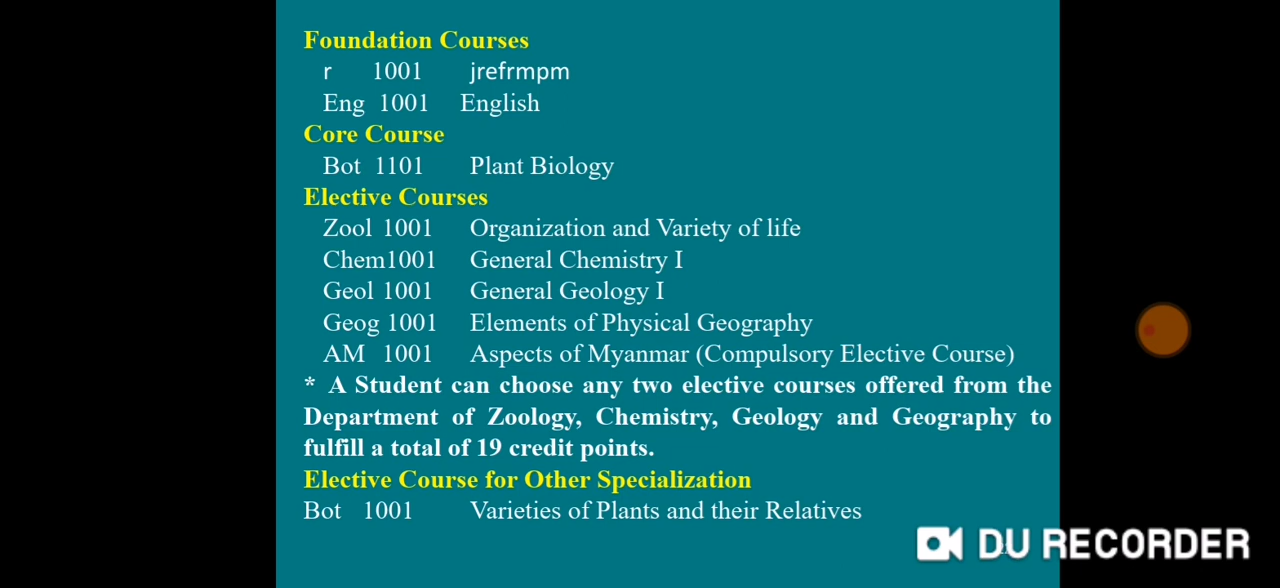 Foundation Courses
r 1001 jrefrmpm
Eng 1001 English
Core Course
Bot 1101 Plant Biology
Elective Courses
Zool 1001 Organization and Variety of life
Chem1001 General Chemistry I
Geol 1001 General Geology I
Geog 1001 Elements of Physical Geography
AM 1001 Aspects of Myanmar (Compulsory Elective Course)
* A Student can choose any two elective courses offered from the
Department of Zoology, Chemistry, Geology and Geography to
fulfill a total of 19 credit points.
Elective Course for Other Specialization
Bot 1001 Varieties of Plants and their Relatives
DU RECORDER